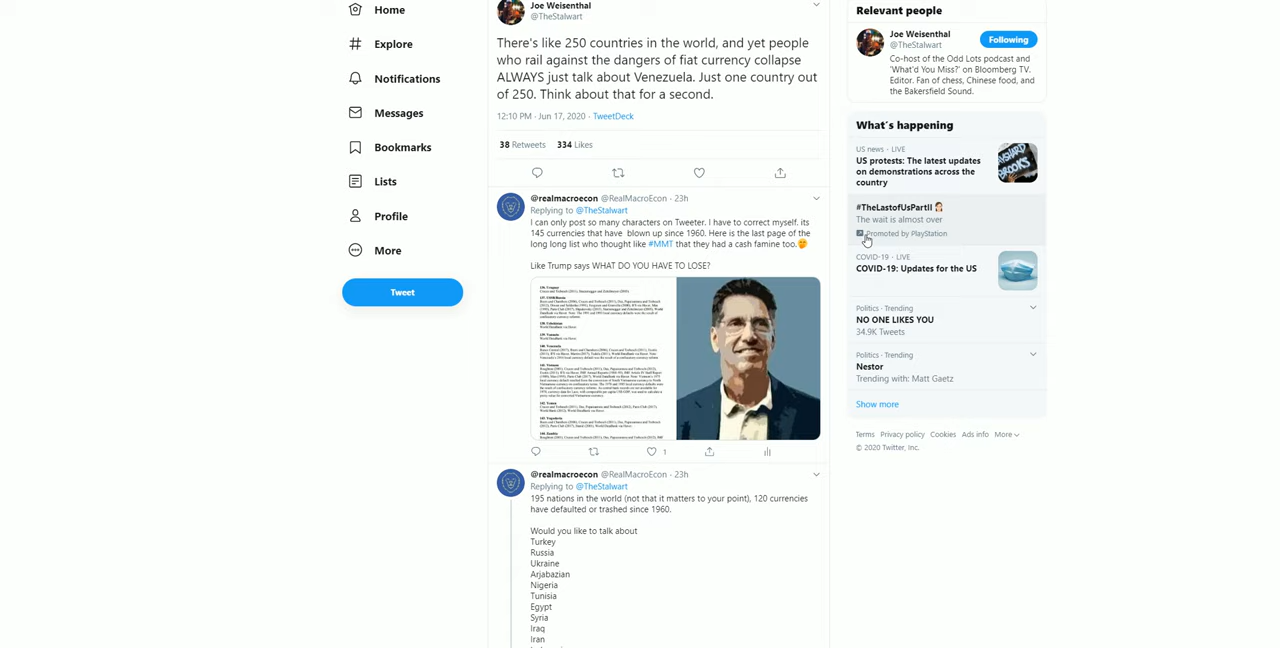 Home
Explore
Notifications
Messages
Bookmarks
Lists
Profile
More
Tweet
Joe Weisenthal
@TheStalwart
There's like 250 countries in the world, and yet people
who rail against the dangers of fiat currency collapse
ALWAYS just talk about Venezuela. Just one country out
of 250. Think about that for a second.
12:10 PM · Jun 17, 2020 · TweetDeck
38 Retweets 334 Likes
@realmacroecon @RealMacroEcon · 23h
Replying to @TheStalwart
I can only post so many characters on Tweeter. I have to correct myself. its
145 currencies that have blown up since 1960. Here is the last page of the
long long list who thought like #MMT that they had a cash famine too.
Like Trump says WHAT DO YOU HAVE TO LOSE?
1
@realmacroecon @RealMacroEcon · 23h
Replying to @TheStalwart
195 nations in the world (not that it matters to your point), 120 currencies
have defaulted or trashed since 1960.
Would you like to talk about
Turkey
Russia
Ukraine
Arjabazian
Nigeria
Tunisia
Egypt
Syria
Iraq
Iran
Relevant people
Joe Weisenthal
@TheStalwart
Following
Co-host of the Odd Lots podcast and
'What'd You Miss?' on Bloomberg TV.
Editor. Fan of chess, Chinese food, and
the Bakersfield Sound.
What's happening
US news · LIVE
US protests: The latest updates
on demonstrations across the
country
#TheLastofUsPartII
The wait is almost over
Promoted by PlayStation
COVID-19 · LIVE
COVID-19: Updates for the US
Politics · Trending
NO ONE LIKES YOU
34.9K Tweets
Politics · Trending
Nestor
Trending with: Matt Gaetz
Show more
Terms Privacy policy Cookies Ads info More
© 2020 Twitter, Inc.